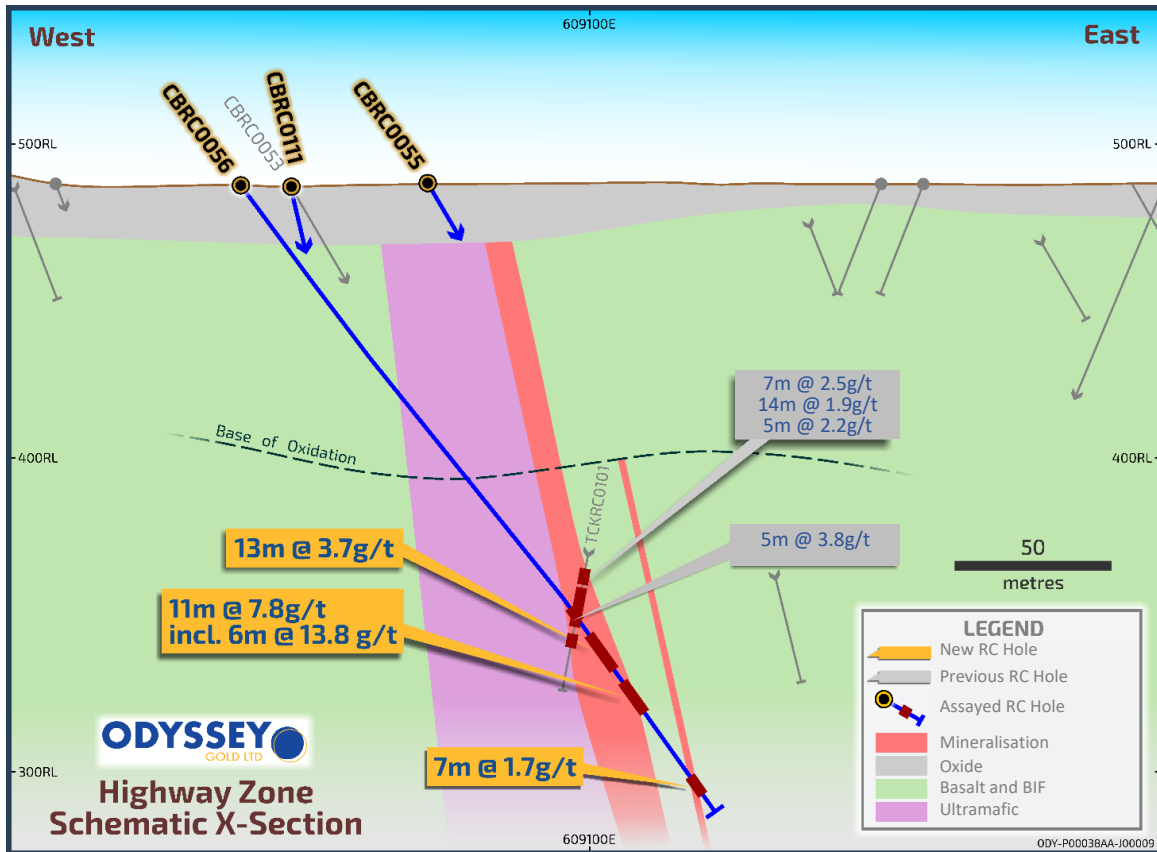 West
609100E
East
CBRC0056
CBRC0053
CBRC0111
CBRC0055
500RL
500RL
Base of Oxidation
7m @ 2.5g/t
14m @ 1.9g/t
5m @ 2.2g/t
400RL
400RL
TCKRC0101
13m @ 3.7g/t
5m @ 3.8g/t
50
metres
11m @ 7.8g/t
incl. 6m @ 13.8 g/t
LEGEND
New RC Hole
Previous RC Hole
Assayed RC Hole
Mineralisation
Oxide
Basalt and BIF
Ultramafic
ODYSSEY
GOLD LTD
7m @ 1.7g/t
300RL
Highway Zone
Schematic X-Section
609100E
ODY-P0003BAA-J00009